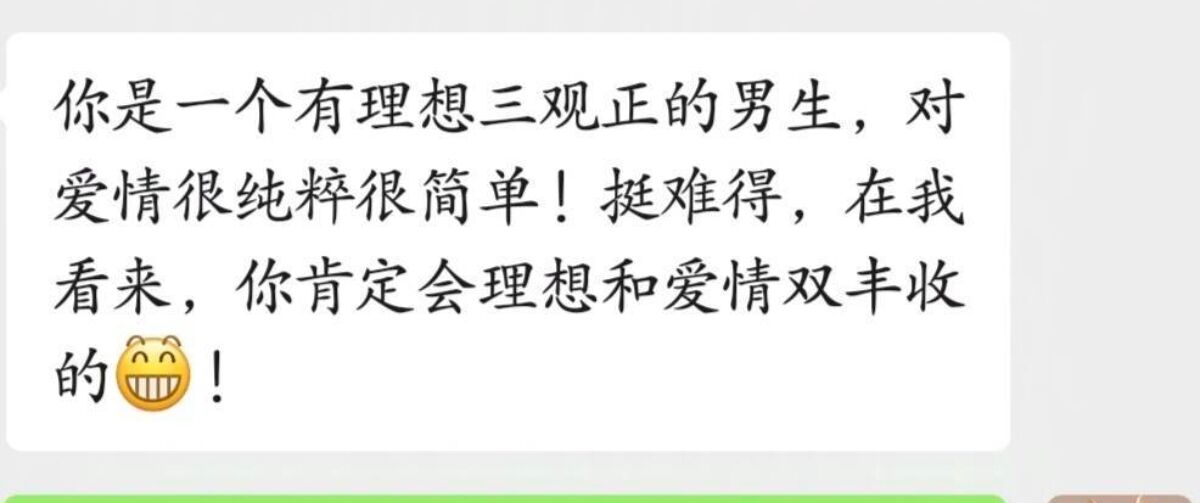 你是一个有理想三观正的男生，对
爱情很纯粹很简单！挺难得，在我
看来，你肯定会理想和爱情双丰收
的😁！